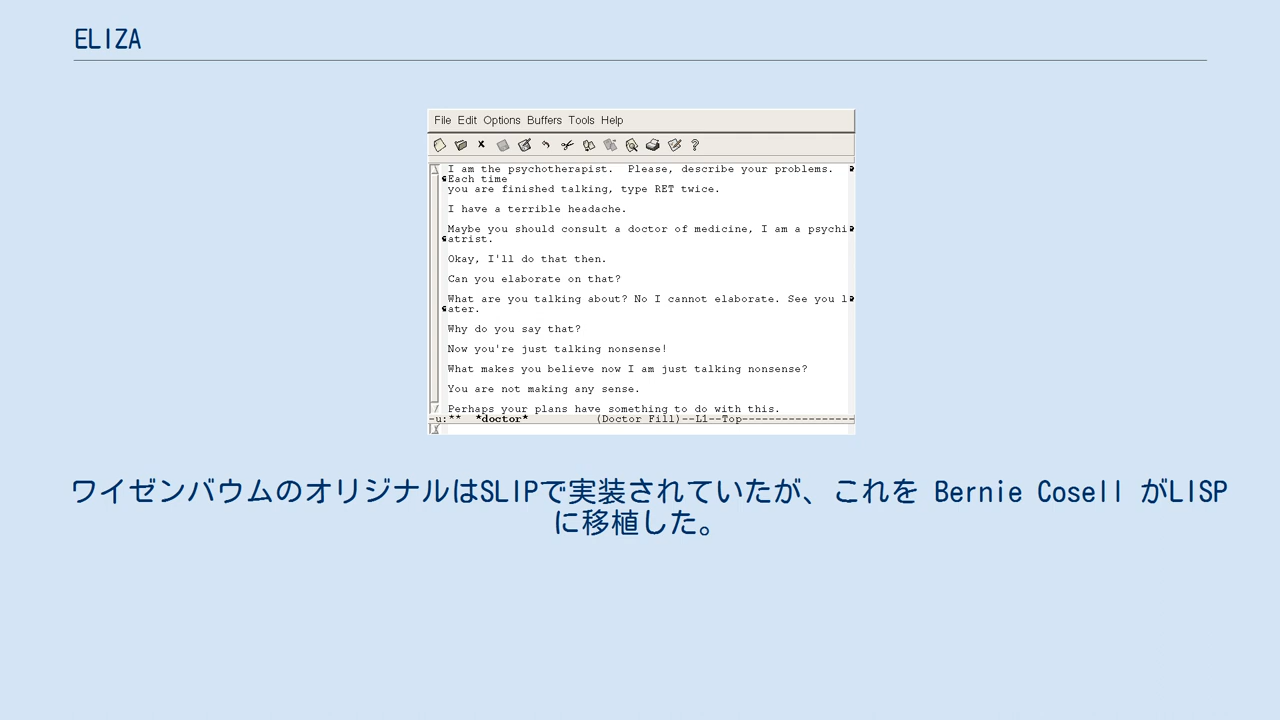 ELIZA
File Edit Options Buffers Tools Help
I am the psychotherapist.  Please, describe your problems.
Each time
you are finished talking, type RET twice.
I have a terrible headache.
Maybe you should consult a doctor of medicine, I am a psychi
atrist.
Okay, I'll do that then.
Can you elaborate on that?
What are you talking about? No I cannot elaborate. See you l
ater.
Why do you say that?
Now you're just talking nonsense!
What makes you believe now I am just talking nonsense?
You are not making any sense.
Perhaps your plans have something to do with this.
-u:**  *doctor*          (Doctor Fill)--L1--Top-----------------
ワイゼンバウムのオリジナルはSLIPで実装されていたが、これを Bernie Cosell がLISP
に移植した。